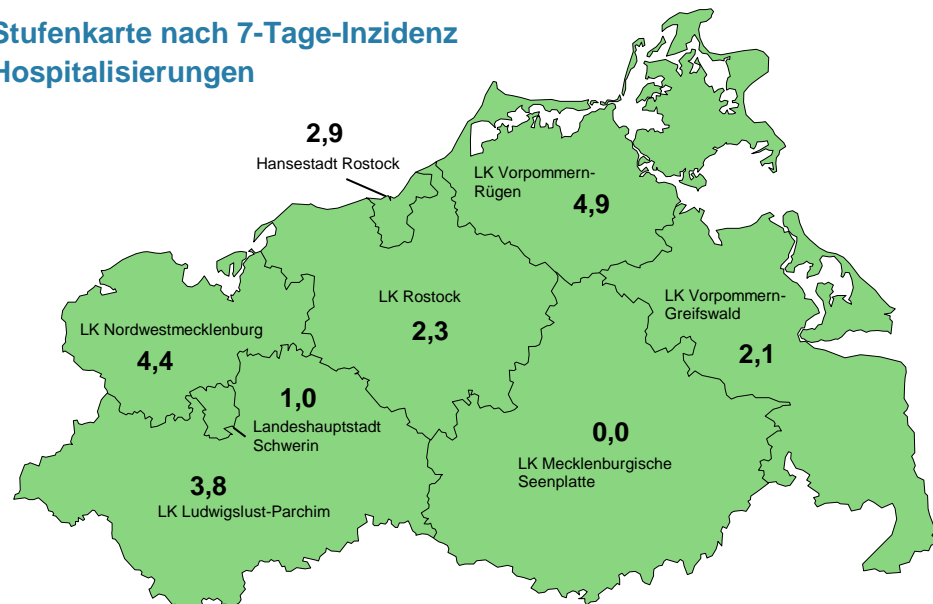 Stufenkarte nach 7-Tage-Inzidenz
Hospitalisierungen
2,9
Hansestadt Rostock
LK Vorpommern-
Rügen
4,9
LK Rostock
2,3
LK Vorpommern-
Greifswald
2,1
LK Nordwestmecklenburg
4,4
1,0
Landeshauptstadt
Schwerin
0,0
LK Mecklenburgische
Seenplatte
3,8
LK Ludwigslust-Parchim